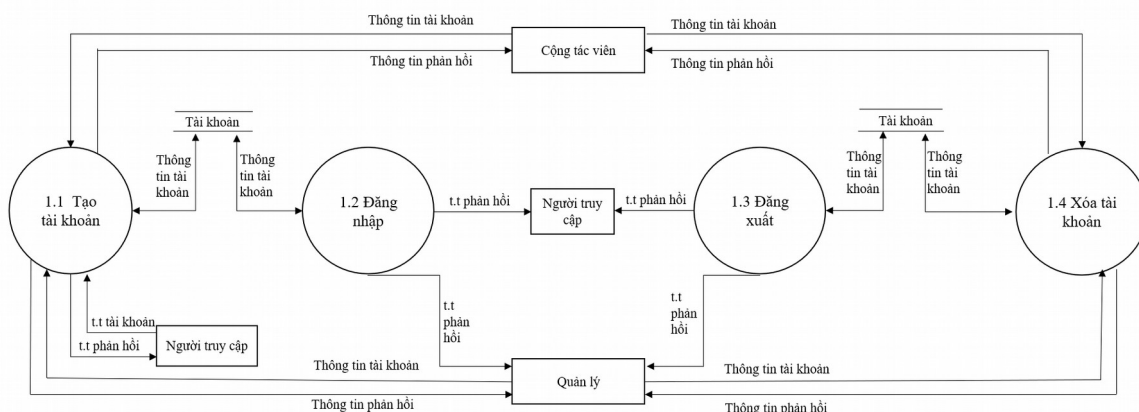 Thông tin tài khoản
Thông tin phản hồi
Cộng tác viên
Thông tin tài khoản
Thông tin phản hồi
Tài khoản
Tài khoản
Thông
tin tài
khoản
Thông
tin tài
khoản
Thông
tin tài
khoản
Thông
tin tài
khoản
1.1 Tạo
tài khoản
1.2 Đăng
nhập
t.t phản hồi
Người truy
cập
t.t phản hồi
1.3 Đăng
xuất
1.4 Xóa tài
khoản
t.t tài khoản
t.t phản hồi
Người truy cập
t.t
phản
hồi
t.t
phản
hồi
Thông tin tài khoản
Thông tin phản hồi
Quản lý
Thông tin tài khoản
Thông tin phản hồi